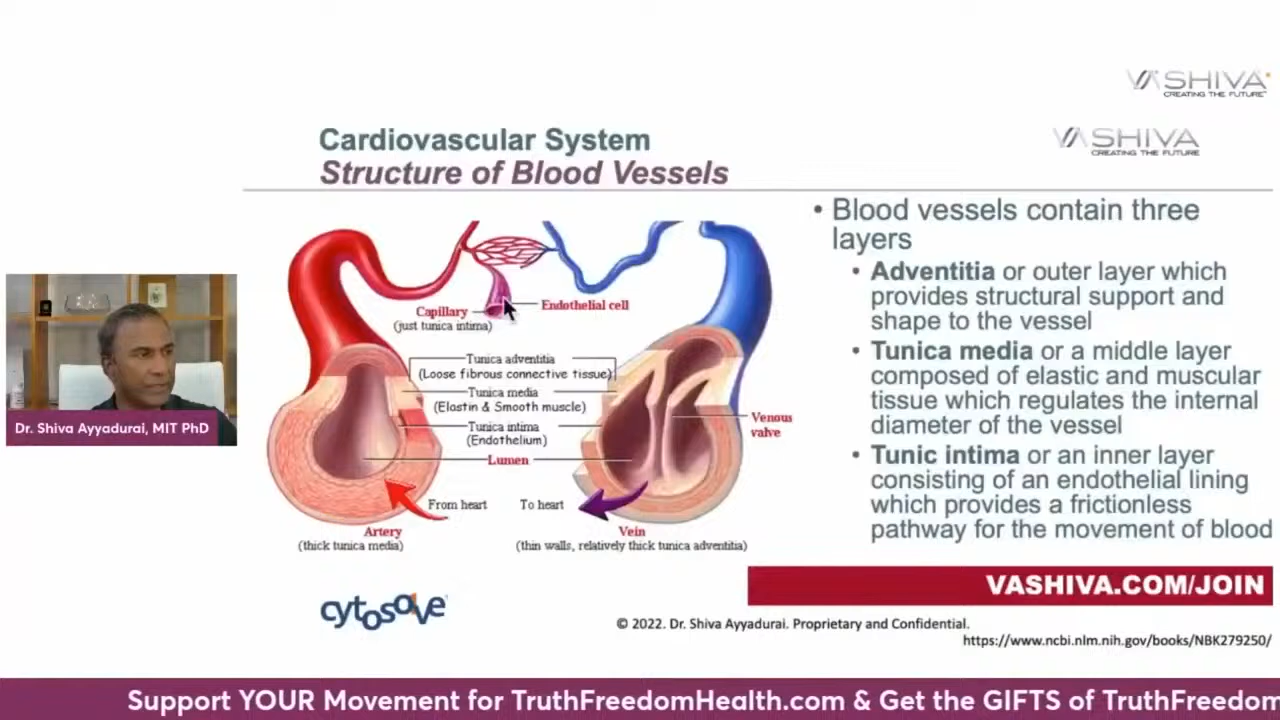 VA SHIVA
CREATING THE FUTURE™
VA SHIVA
CREATING THE FUTURE
Cardiovascular System
Structure of Blood Vessels
Capillary
(just tunica intima)
Endothelial cell
Tunica adventitia
(Loose fibrous connective tissue)
Tunica media
(Elastin & Smooth muscle)
Tunica intima
(Endothelium)
Lumen
Venous
valve
From heart
To heart
Artery
(thick tunica media)
Vein
(thin walls, relatively thick tunica adventitia)
• Blood vessels contain three
layers
• Adventitia or outer layer which
provides structural support and
shape to the vessel
• Tunica media or a middle layer
composed of elastic and muscular
tissue which regulates the internal
diameter of the vessel
• Tunic intima or an inner layer
consisting of an endothelial lining
which provides a frictionless
pathway for the movement of blood
Dr. Shiva Ayyadurai, MIT PhD
VASHIVA.COM/JOIN
cytosolve
© 2022. Dr. Shiva Ayyadurai. Proprietary and Confidential.
https://www.ncbi.nlm.nih.gov/books/NBK279250/
Support YOUR Movement for TruthFreedomHealth.com & Get the GIFTS of TruthFreedom